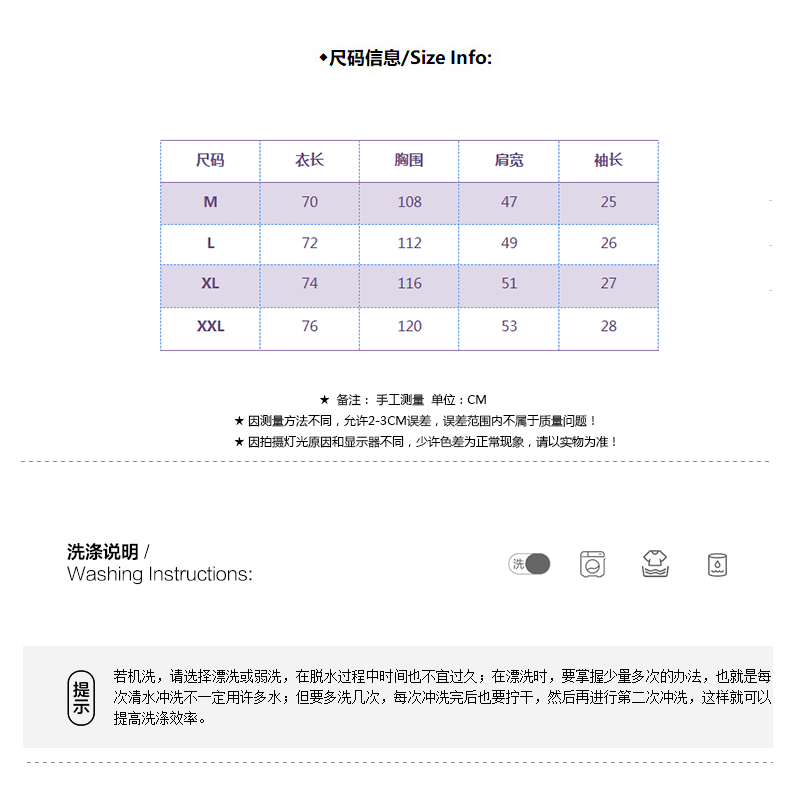 ◆尺码信息/Size Info:
尺码 衣长 胸围 肩宽 袖长
M 70 108 47 25
L 72 112 49 26
XL 74 116 51 27
XXL 76 120 53 28
★ 备注： 手工测量 单位：CM
★ 因测量方法不同，允许2-3CM误差，误差范围内不属于质量问题！
★ 因拍摄灯光原因和显示器不同，少许色差为正常现象，请以实物为准！
洗涤说明 /
Washing Instructions:
洗
提示
若机洗，请选择漂洗或弱洗，在脱水过程中时间也不宜过久；在漂洗时，要掌握少量多次的办法，也就是每
次清水冲洗不一定用许多水；但要多洗几次，每次冲洗完后也要拧干，然后再进行第二次冲洗，这样就可以
提高洗涤效率。